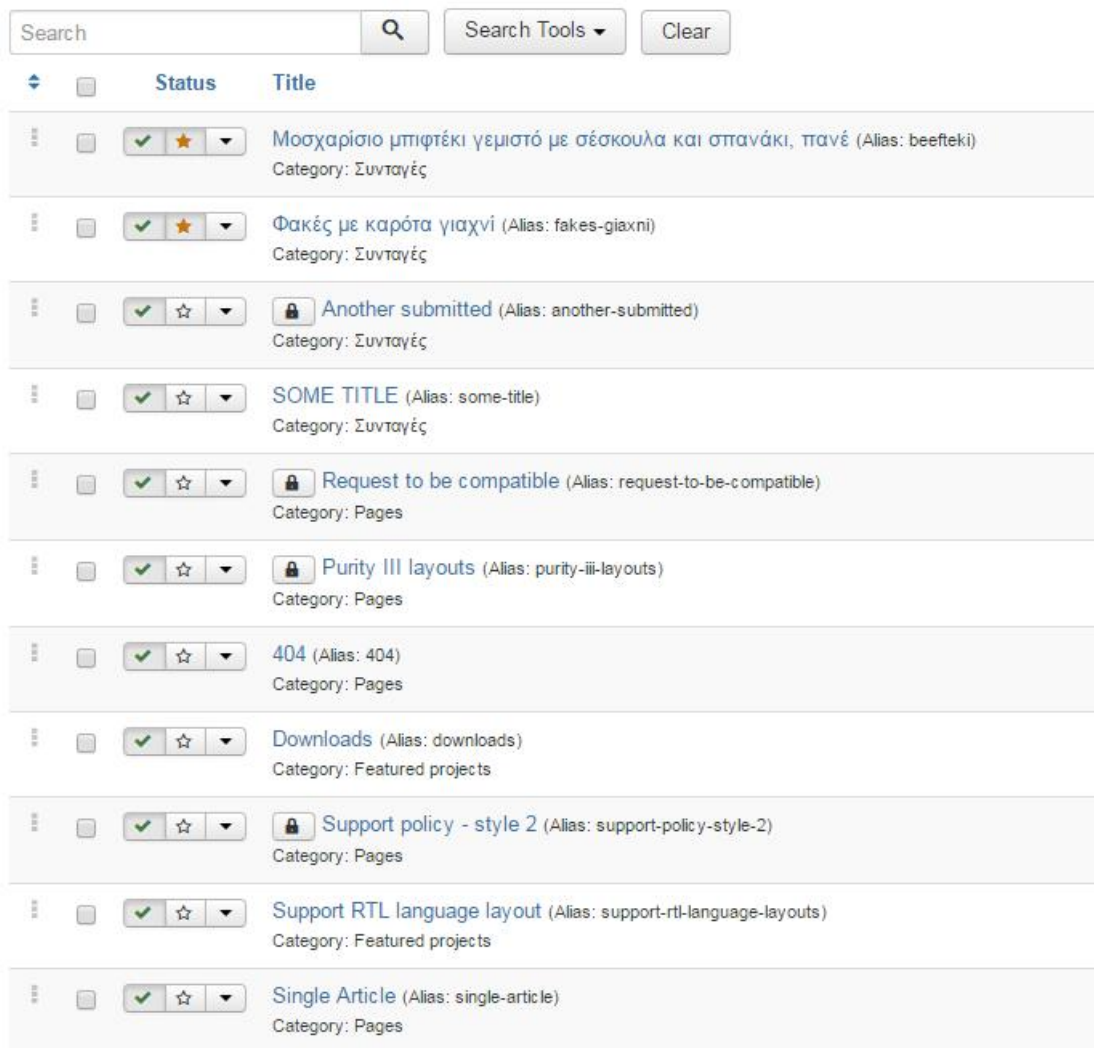 Search Search Tools Clear
Status Title
Μοσχαρίσιο μπιφτέκι γεμιστό με σέσκουλα και σπανάκι, πανέ (Alias: beefteki)
Category: Συνταγές
Φακές με καρότα γιαχνί (Alias: fakes-giaxni)
Category: Συνταγές
Another submitted (Alias: another-submitted)
Category: Συνταγές
SOME TITLE (Alias: some-title)
Category: Συνταγές
Request to be compatible (Alias: request-to-be-compatible)
Category: Pages
Purity III layouts (Alias: purity-iii-layouts)
Category: Pages
404 (Alias: 404)
Category: Pages
Downloads (Alias: downloads)
Category: Featured projects
Support policy - style 2 (Alias: support-policy-style-2)
Category: Pages
Support RTL language layout (Alias: support-rtl-language-layouts)
Category: Featured projects
Single Article (Alias: single-article)
Category: Pages